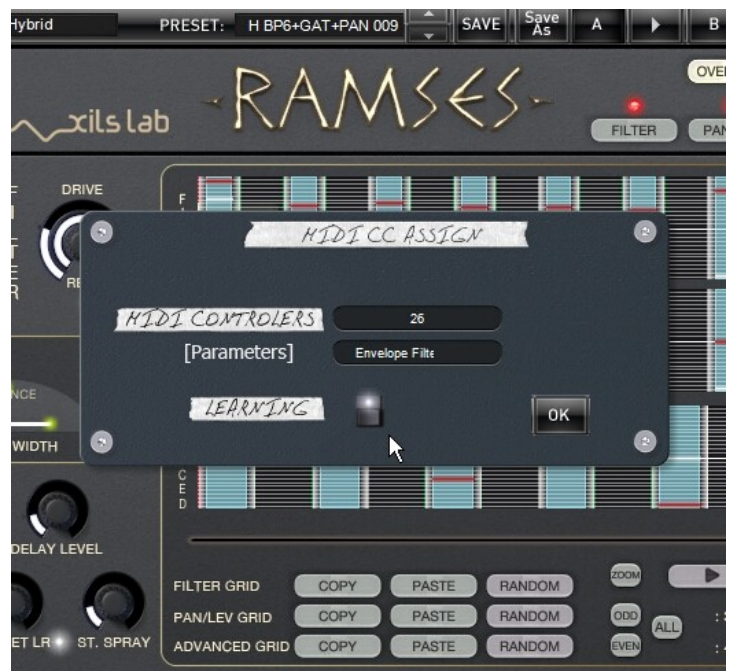 Hybrid PRESET: H BP6+GAT+PAN 009 SAVE Save As A B
xils lab RAMSES
FILTER
DRIVE
F
MIDI CC ASSIGN
MIDI CONTROLERS 26
[Parameters] Envelope Filte
LEARNING OK
WIDTH
C
E
D
DELAY LEVEL
FILTER GRID COPY PASTE RANDOM ZOOM
PAN/LEV GRID COPY PASTE RANDOM ODD ALL
ET LR ST. SPRAY ADVANCED GRID COPY PASTE RANDOM EVEN